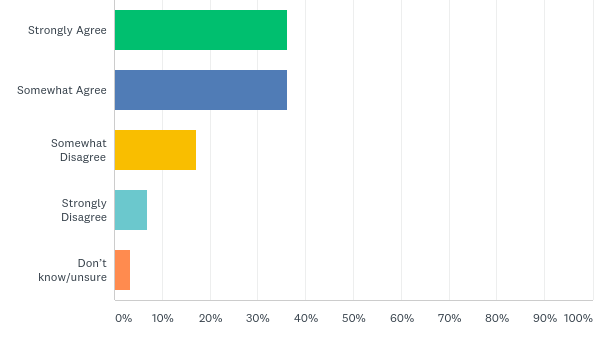 Strongly Agree
Somewhat Agree
Somewhat
Disagree
Strongly
Disagree
Don't
know/unsure
0% 10% 20% 30% 40% 50% 60% 70% 80% 90% 100%